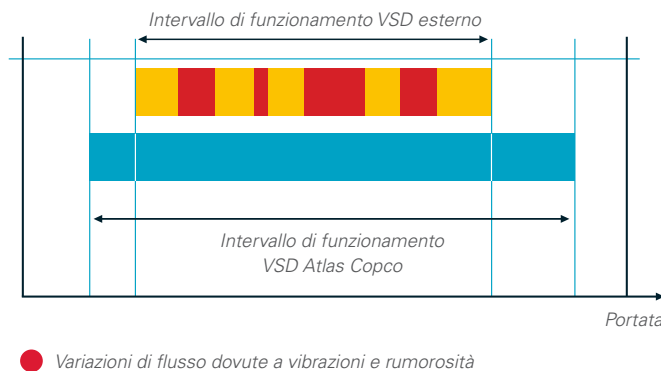 Intervallo di funzionamento VSD esterno
Intervallo di funzionamento
VSD Atlas Copco
Portata
Variazioni di flusso dovute a vibrazioni e rumorosità